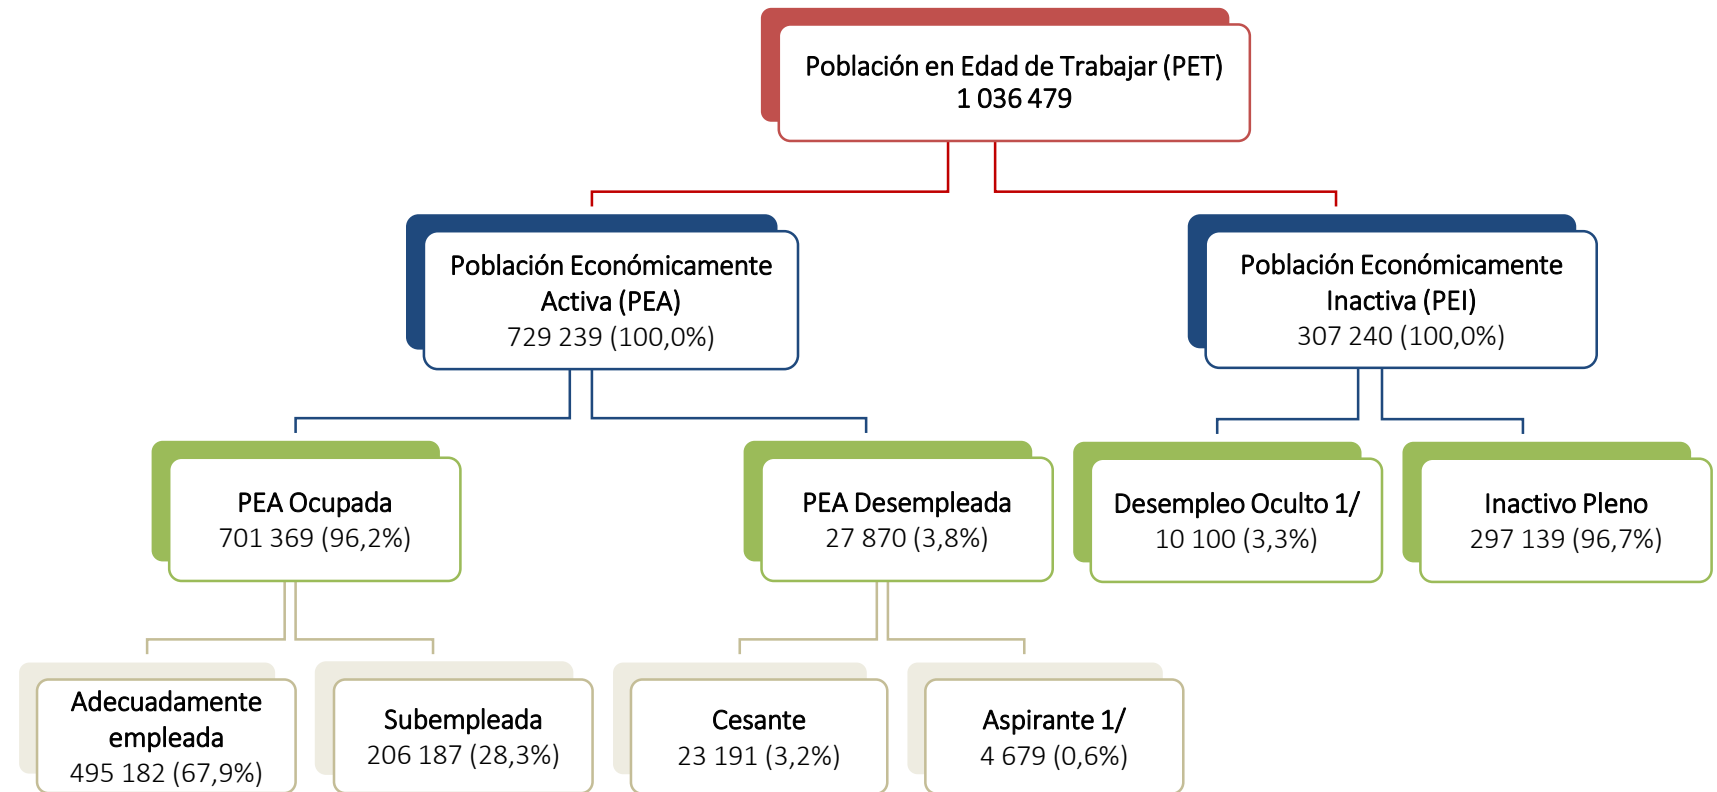 Población en Edad de Trabajar (PET)
1 036 479
Población Económicamente
Activa (PEA)
729 239 (100,0%)
Población Económicamente
Inactiva (PEI)
307 240 (100,0%)
PEA Ocupada
701 369 (96,2%)
PEA Desempleada
27 870 (3,8%)
Desempleo Oculto 1/
10 100 (3,3%)
Inactivo Pleno
297 139 (96,7%)
Adecuadamente
empleada
495 182 (67,9%)
Subempleada
206 187 (28,3%)
Cesante
23 191 (3,2%)
Aspirante 1/
4 679 (0,6%)